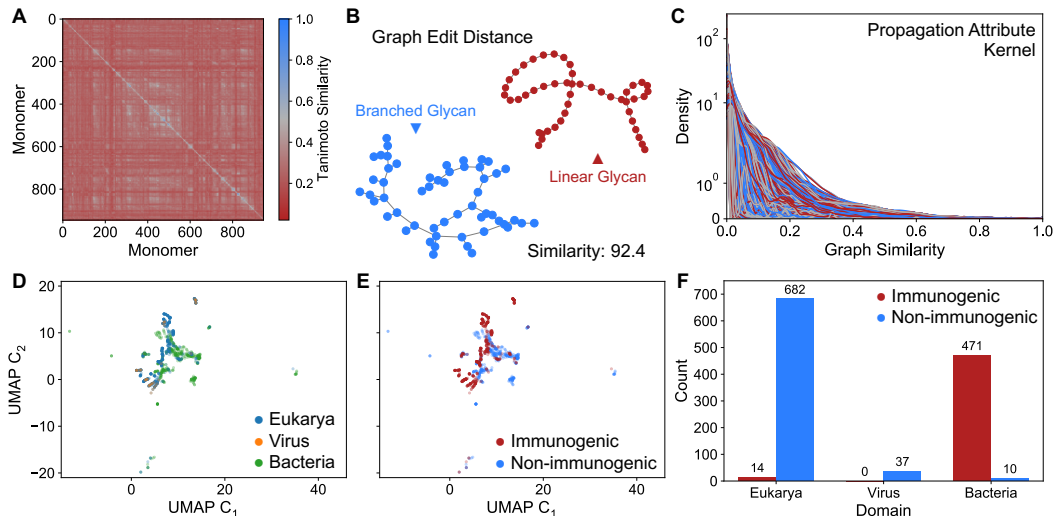 A
0
200
400
600
800
Monomer
0
200
400
600
800
Monomer
1.0
0.8
0.6
0.4
0.2
Tanimoto Similarity
B
Graph Edit Distance
Branched Glycan
Linear Glycan
Similarity: 92.4
C
Propagation Attribute
Kernel
10²
10¹
10⁰
0
Density
0.0
0.2
0.4
0.6
0.8
1.0
Graph Similarity
D
20
10
0
−10
−20
UMAP C₂
Eukarya
Virus
Bacteria
0
20
40
UMAP C₁
E
Immunogenic
Non-immunogenic
0
20
40
UMAP C₁
F
700
600
500
400
300
200
100
0
Count
Immunogenic
Non-immunogenic
14
682
0
37
471
10
Eukarya
Virus
Bacteria
Domain